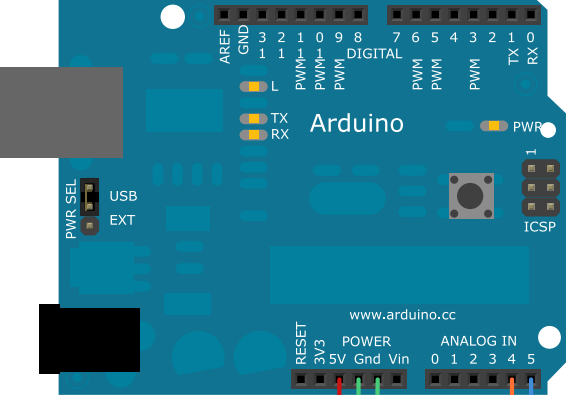 AREF
GND
13
12
PWM 11
PWM 10
PWM 9
8
DIGITAL
7
PWM 6
PWM 5
4
PWM 3
2
TX 1
RX 0
L
TX
RX
Arduino
PWR
1
ICSP
PWR SEL
USB
EXT
www.arduino.cc
RESET
3V3
POWER
5V Gnd Vin
ANALOG IN
0 1 2 3 4 5